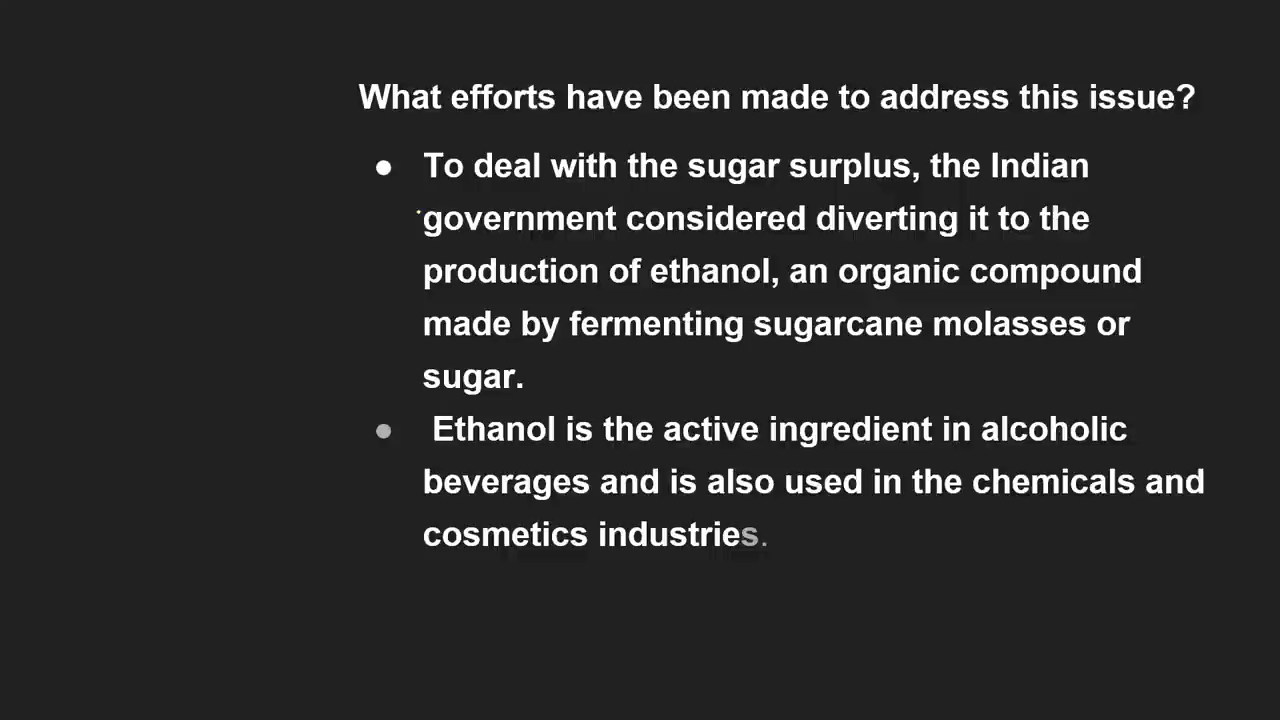 What efforts have been made to address this issue?
● To deal with the sugar surplus, the Indian
government considered diverting it to the
production of ethanol, an organic compound
made by fermenting sugarcane molasses or
sugar.
● Ethanol is the active ingredient in alcoholic
beverages and is also used in the chemicals and
cosmetics industries.